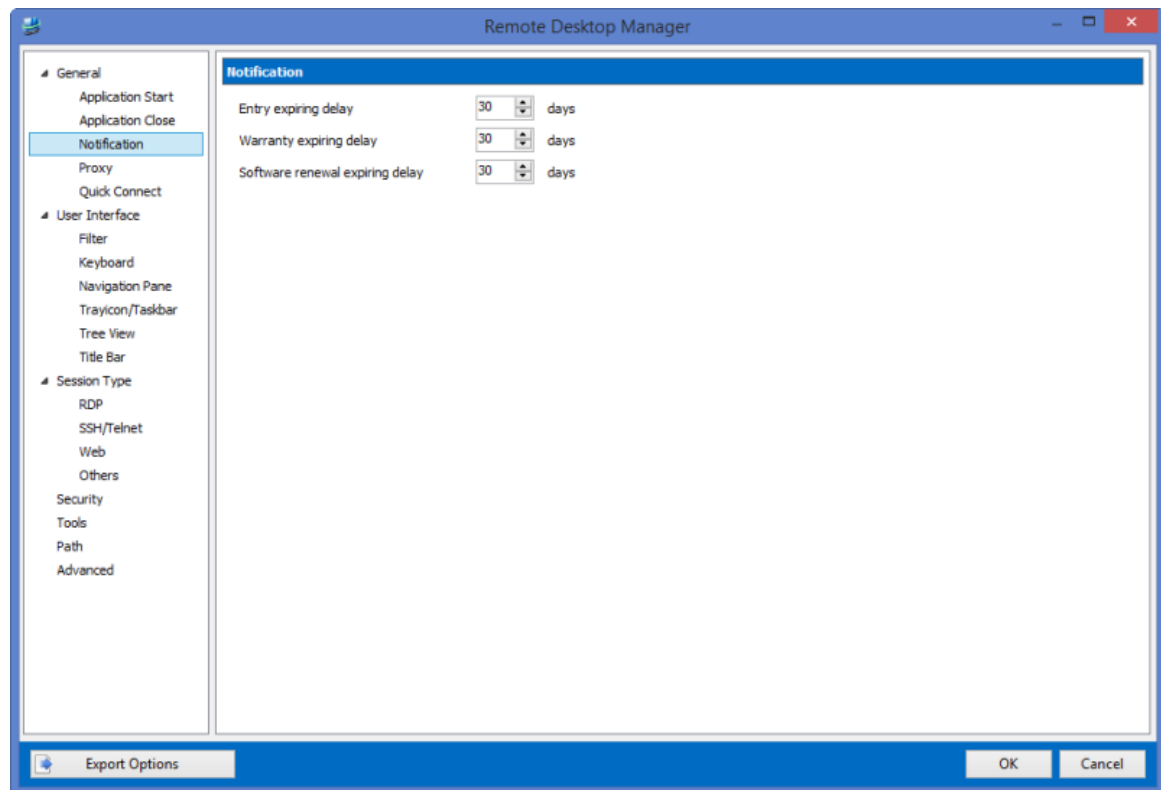 Remote Desktop Manager
General
Application Start
Application Close
Notification
Proxy
Quick Connect
User Interface
Filter
Keyboard
Navigation Pane
Trayicon/Taskbar
Tree View
Title Bar
Session Type
RDP
SSH/Telnet
Web
Others
Security
Tools
Path
Advanced
Notification
Entry expiring delay 30 days
Warranty expiring delay 30 days
Software renewal expiring delay 30 days
Export Options
OK
Cancel